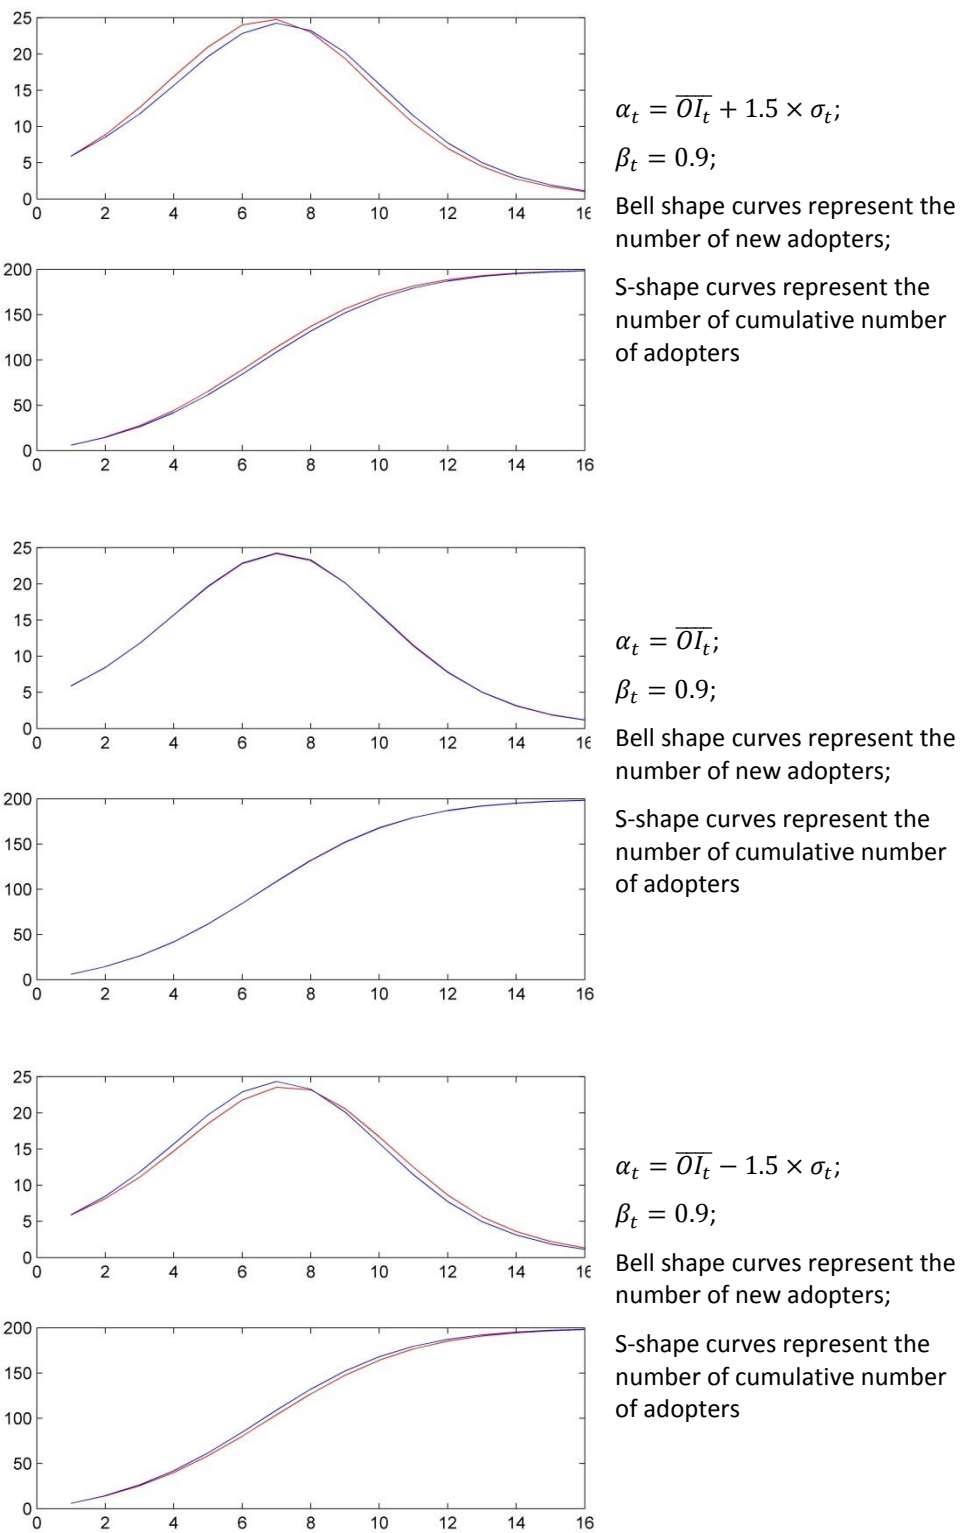 25
20
15
10
5
0
0 2 4 6 8 10 12 14 16
α_t = \overline{OI_t} + 1.5 × σ_t;
β_t = 0.9;
Bell shape curves represent the
number of new adopters;
200
150
100
50
0
0 2 4 6 8 10 12 14 16
S-shape curves represent the
number of cumulative number
of adopters
25
20
15
10
5
0
0 2 4 6 8 10 12 14 16
α_t = \overline{OI_t};
β_t = 0.9;
Bell shape curves represent the
number of new adopters;
200
150
100
50
0
0 2 4 6 8 10 12 14 16
S-shape curves represent the
number of cumulative number
of adopters
25
20
15
10
5
0
0 2 4 6 8 10 12 14 16
α_t = \overline{OI_t} − 1.5 × σ_t;
β_t = 0.9;
Bell shape curves represent the
number of new adopters;
200
150
100
50
0
0 2 4 6 8 10 12 14 16
S-shape curves represent the
number of cumulative number
of adopters